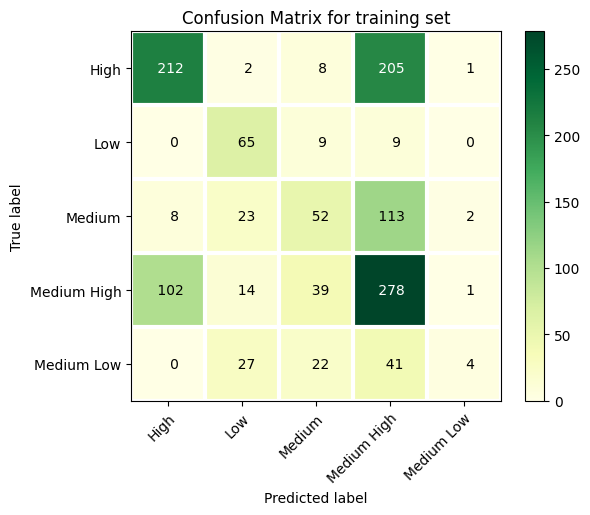 Confusion Matrix for training set
High 212 2 8 205 1
Low 0 65 9 9 0
Medium 8 23 52 113 2
Medium High 102 14 39 278 1
Medium Low 0 27 22 41 4
High Low Medium Medium High Medium Low
Predicted label
True label
250
200
150
100
50
0